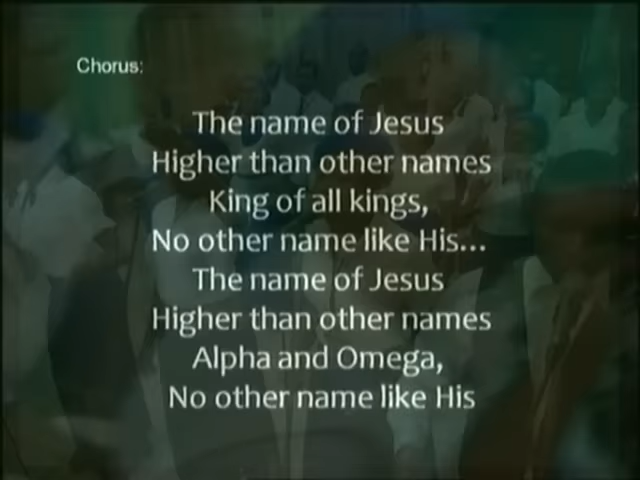 Chorus:
The name of Jesus
Higher than other names
King of all kings,
No other name like His...
The name of Jesus
Higher than other names
Alpha and Omega,
No other name like His